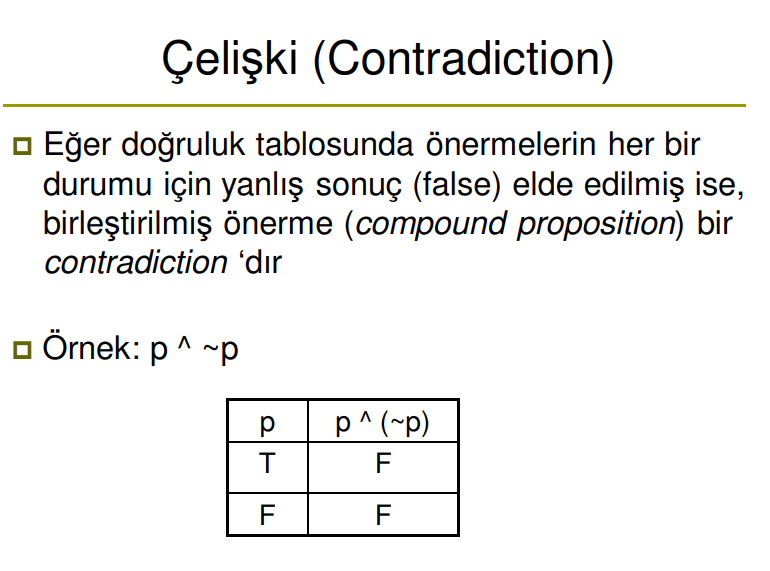 Çelişki (Contradiction)
Eğer doğruluk tablosunda önermelerin her bir
durumu için yanlış sonuç (false) elde edilmiş ise,
birleştirilmiş önerme (compound proposition) bir
contradiction ‘dır
Örnek: p ^ ~p
p p ^ (~p)
T F
F F